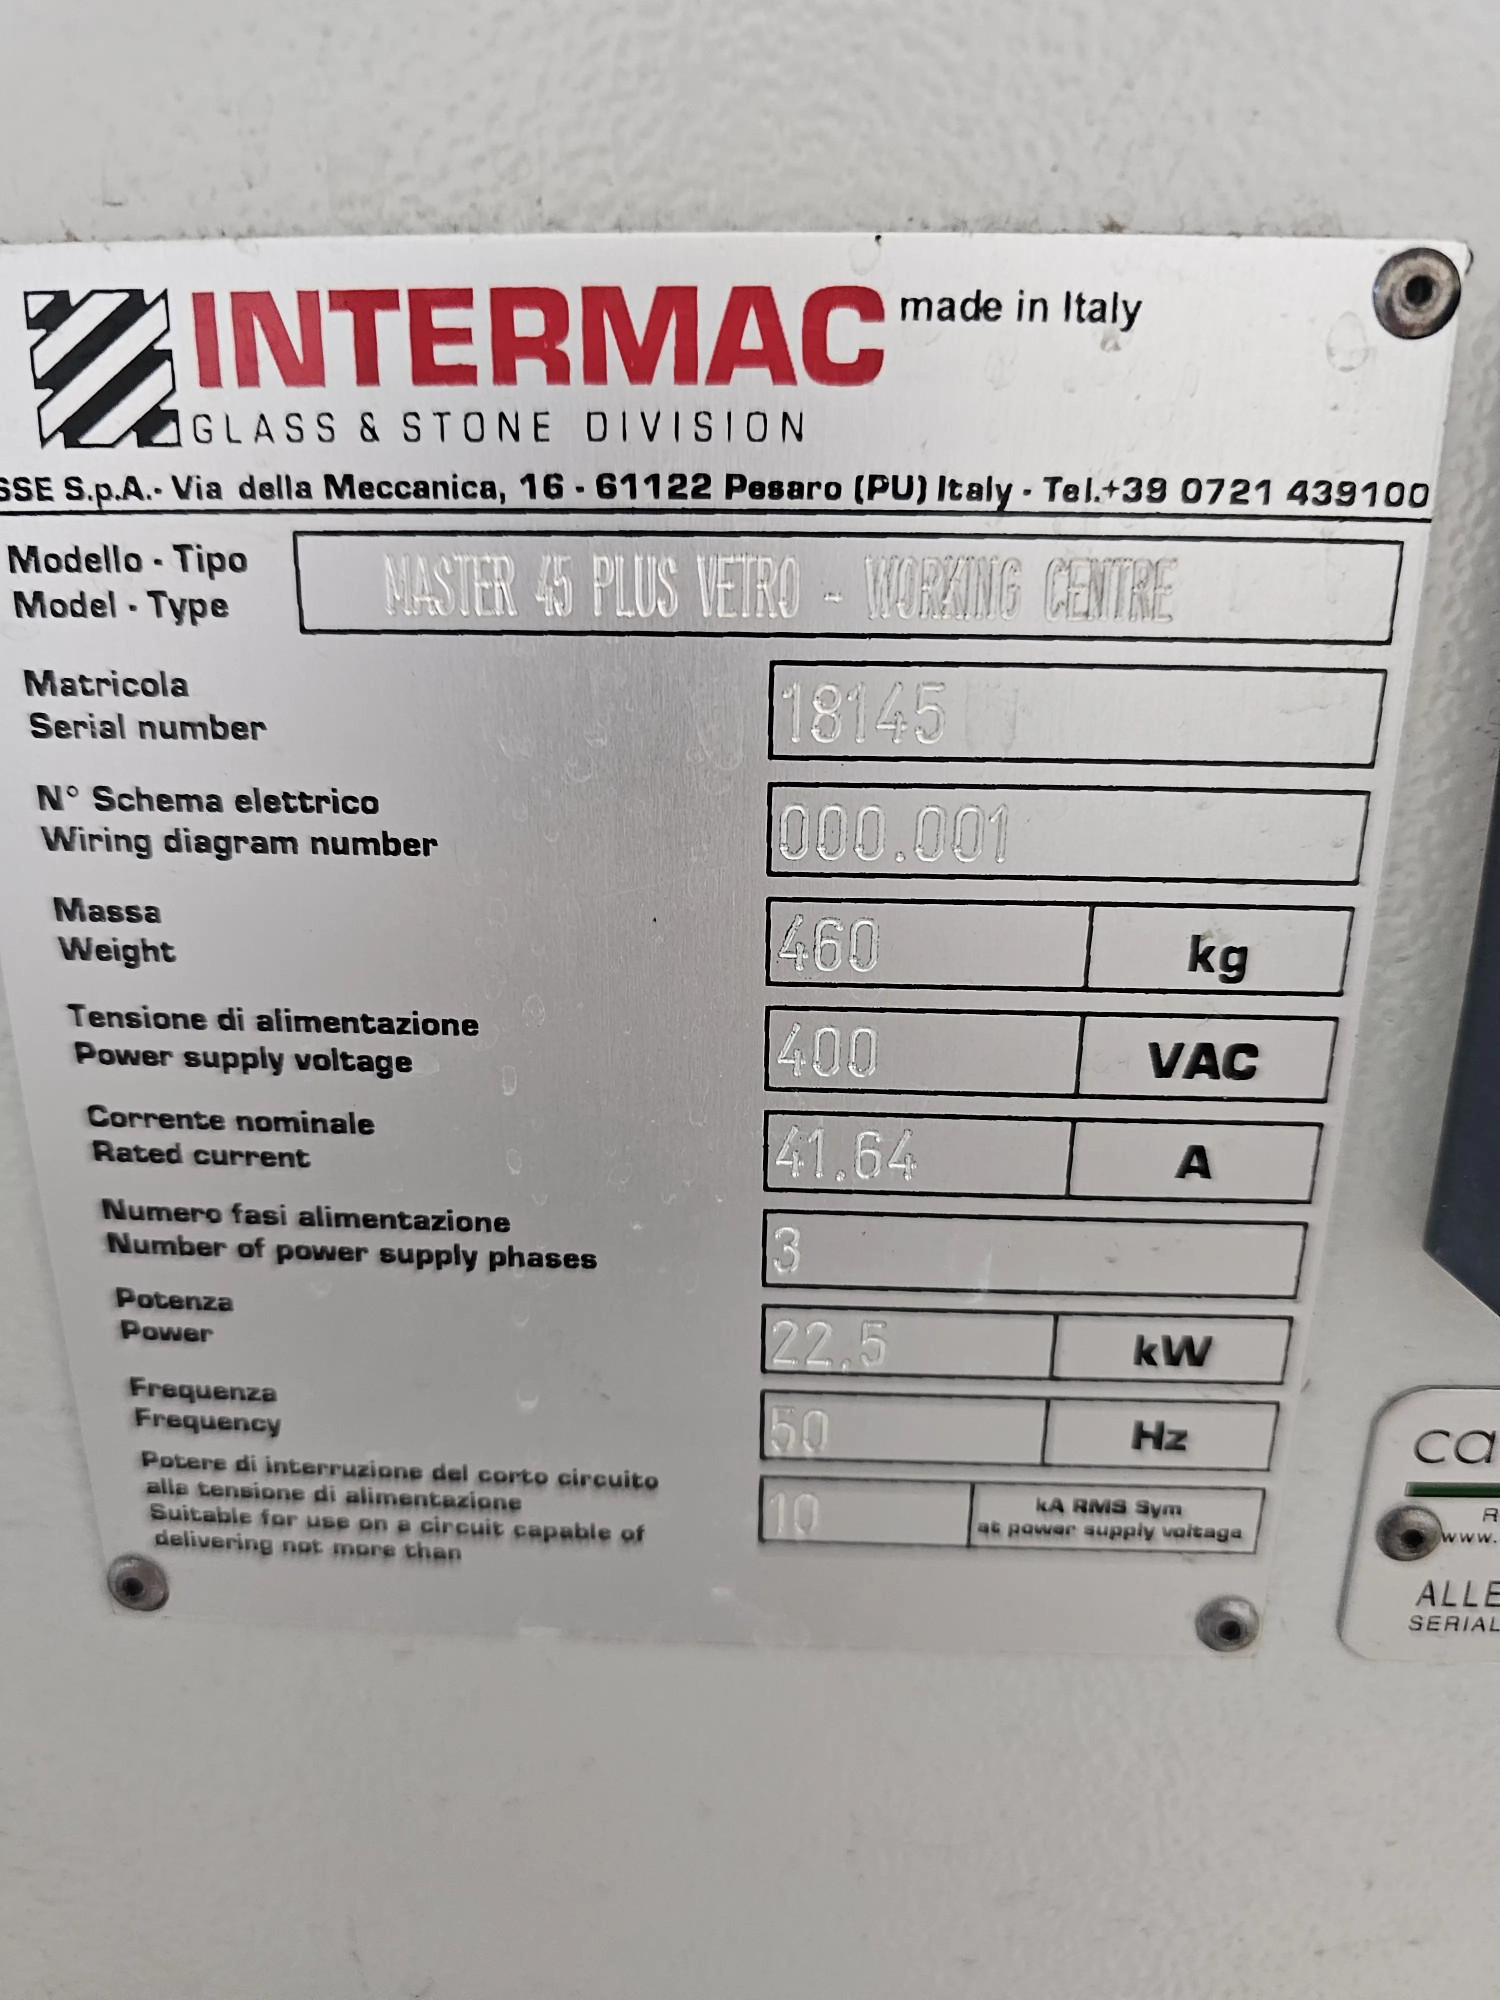 INTERMAC made in Italy
GLASS & STONE DIVISION
SSE S.p.A.- Via della Meccanica, 16 - 61122 Pesaro (PU) Italy - Tel.+39 0721 439100
Modello - Tipo
Model - Type
MASTER 45 PLUS VETRO - WORKING CENTRE
Matricola
Serial number
18145
N° Schema elettrico
Wiring diagram number
000.001
Massa
Weight
460 kg
Tensione di alimentazione
Power supply voltage
400 VAC
Corrente nominale
Rated current
41.64 A
Numero fasi alimentazione
Number of power supply phases
3
Potenza
Power
22,5 kW
Frequenza
Frequency
50 Hz
Potere di interruzione del corto circuito
alla tensione di alimentazione
Suitable for use on a circuit capable of
delivering not more than
10
kA RMS Sym
at power supply voltage
ca
R
www.
ALLE
SERIAL